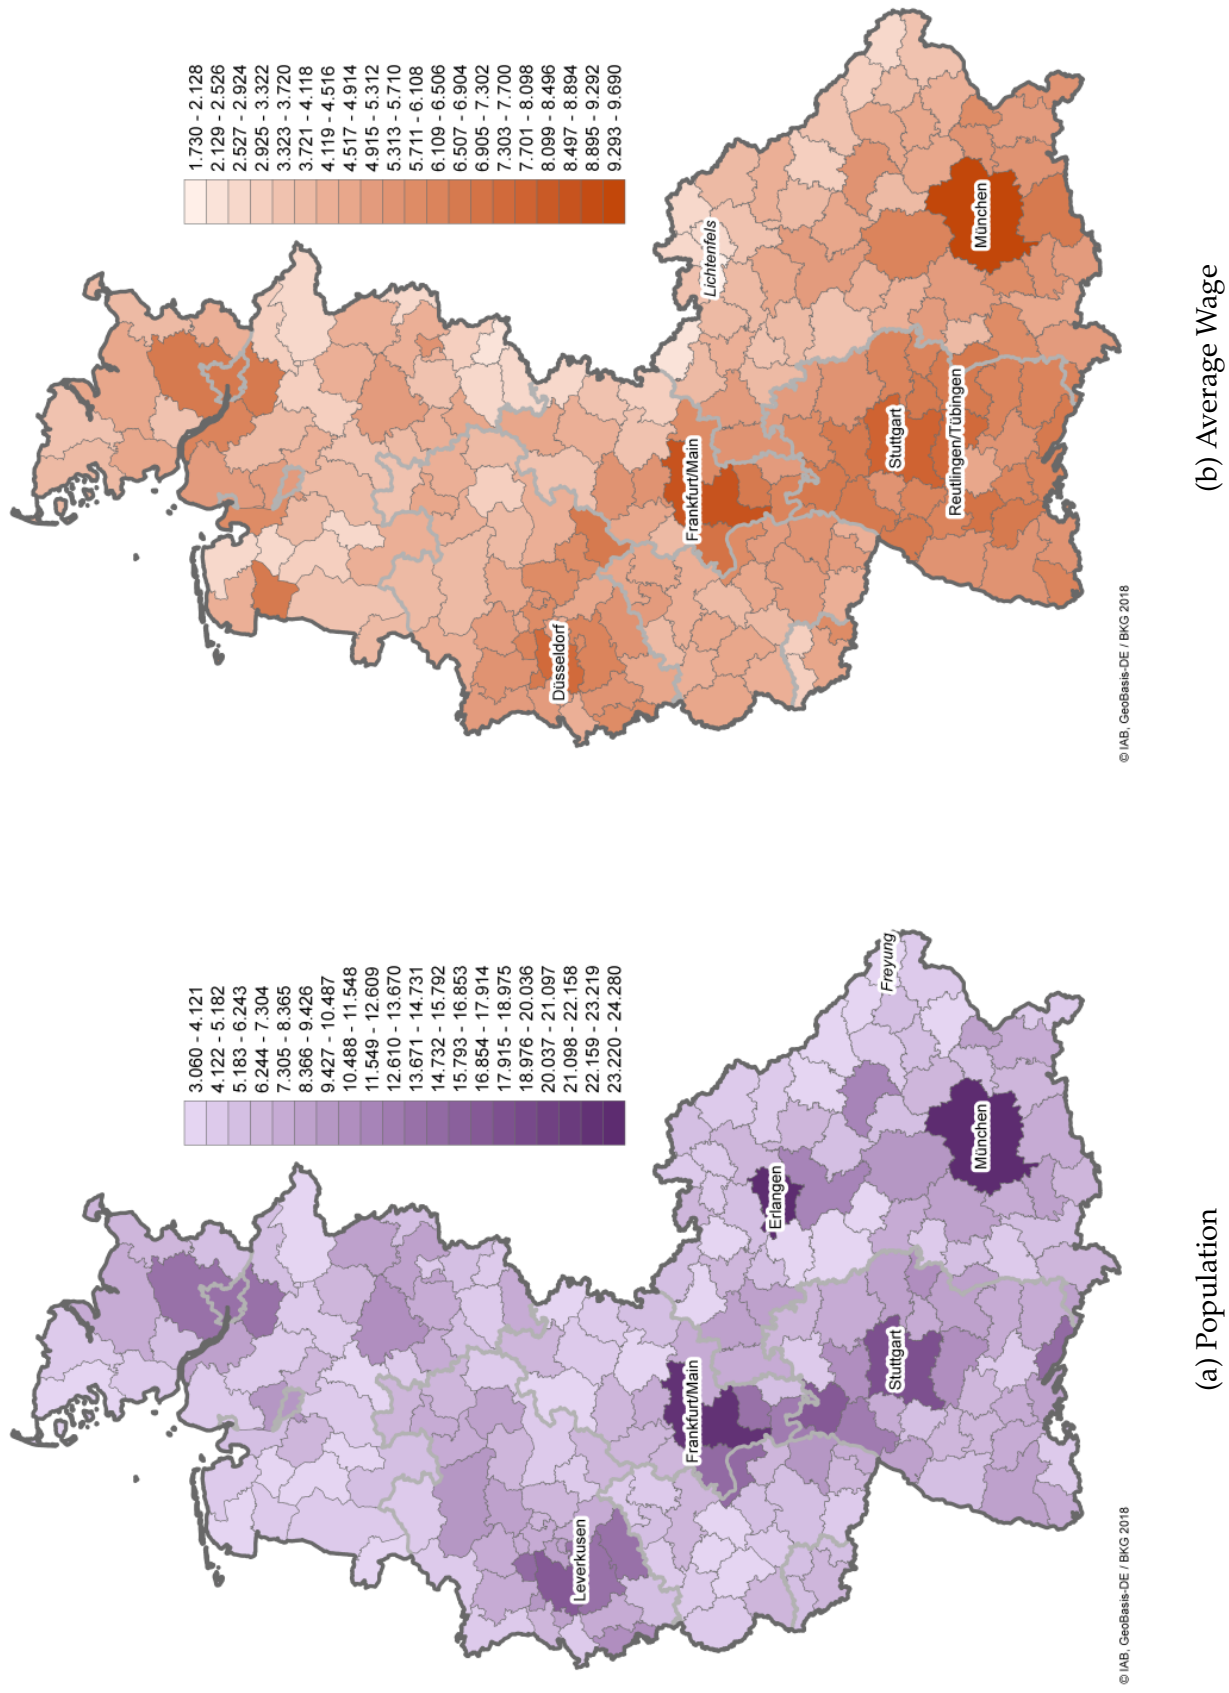 3.060 - 4.121
4.122 - 5.182
5.183 - 6.243
6.244 - 7.304
7.305 - 8.365
8.366 - 9.426
9.427 - 10.487
10.488 - 11.548
11.549 - 12.609
12.610 - 13.670
13.671 - 14.731
14.732 - 15.792
15.793 - 16.853
16.854 - 17.914
17.915 - 18.975
18.976 - 20.036
20.037 - 21.097
21.098 - 22.158
22.159 - 23.219
23.220 - 24.280
Leverkusen
Frankfurt/Main
Erlangen
Freyung
Stuttgart
München
© IAB, GeoBasis-DE / BKG 2018
(a) Population
1.730 - 2.128
2.129 - 2.526
2.527 - 2.924
2.925 - 3.322
3.323 - 3.720
3.721 - 4.118
4.119 - 4.516
4.517 - 4.914
4.915 - 5.312
5.313 - 5.710
5.711 - 6.108
6.109 - 6.506
6.507 - 6.904
6.905 - 7.302
7.303 - 7.700
7.701 - 8.098
8.099 - 8.496
8.497 - 8.894
8.895 - 9.292
9.293 - 9.690
Düsseldorf
Frankfurt/Main
Lichtenfels
Stuttgart
Reutlingen/Tübingen
München
© IAB, GeoBasis-DE / BKG 2018
(b) Average Wage